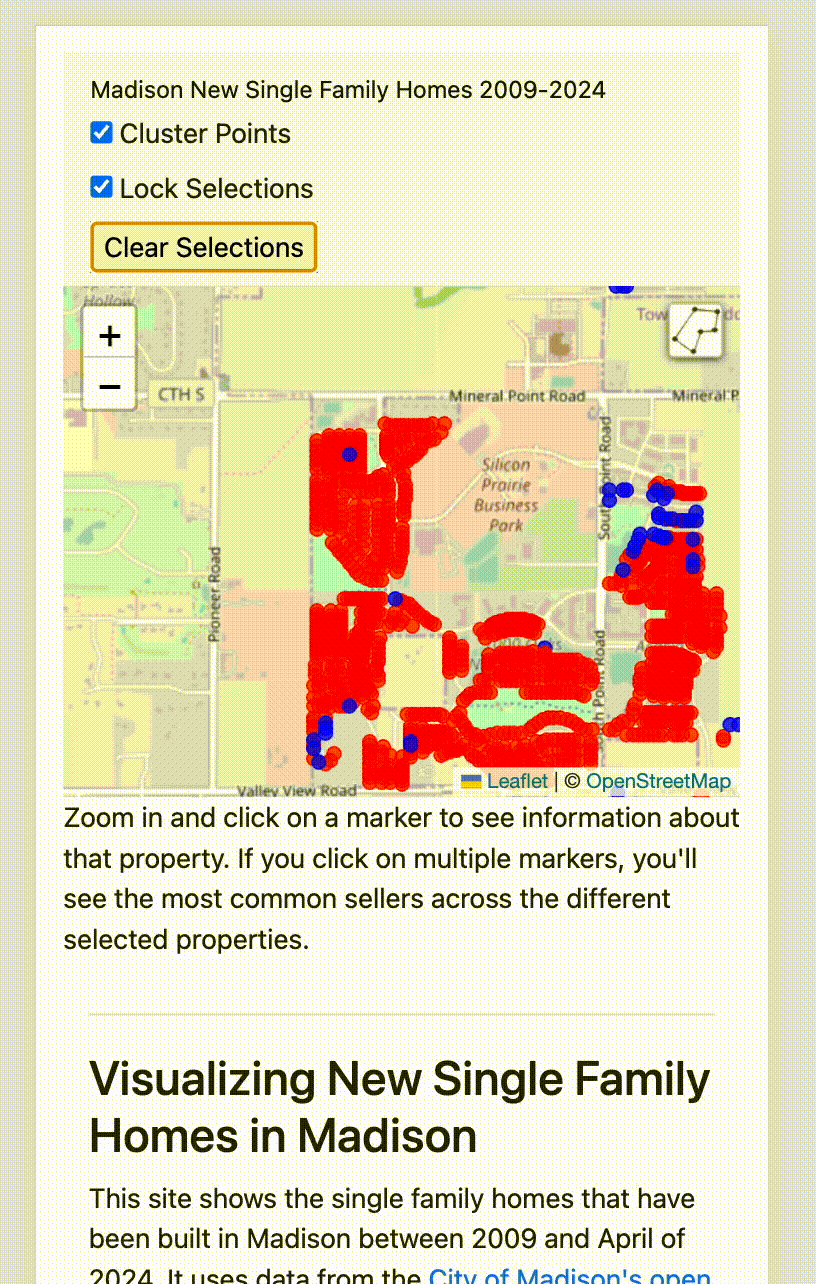 Madison New Single Family Homes 2009-2024
Cluster Points
Lock Selections
Clear Selections
Hollow
+
−
CTH S
Mineral Point Road
Mineral P
South Point Road
Silicon
Prairie
Business
Park
Pioneer Road
Valley View Road
Leaflet | © OpenStreetMap
Zoom in and click on a marker to see information about
that property. If you click on multiple markers, you'll
see the most common sellers across the different
selected properties.
Visualizing New Single Family
Homes in Madison
This site shows the single family homes that have
been built in Madison between 2009 and April of
2024. It uses data from the City of Madison's open